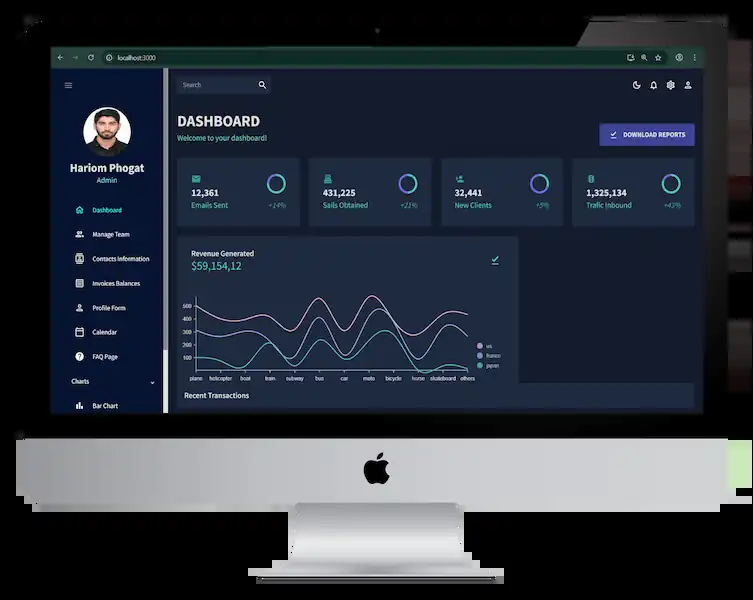 localhost:3000
Search
Hariom Phogat
Admin
Dashboard
Manage Team
Contacts Information
Invoices Balances
Profile Form
Calendar
FAQ Page
Charts
Bar Chart
DASHBOARD
Welcome to your dashboard!
DOWNLOAD REPORTS
12,361
Emails Sent
+14%
431,225
Sails Obtained
+21%
32,441
New Clients
+5%
1,325,134
Trafic Inbound
+43%
Revenue Generated
$59,154,12
500
400
300
200
100
plane helicopter boat train subway bus car moto bicycle horse skateboard others
us
france
japan
Recent Transactions